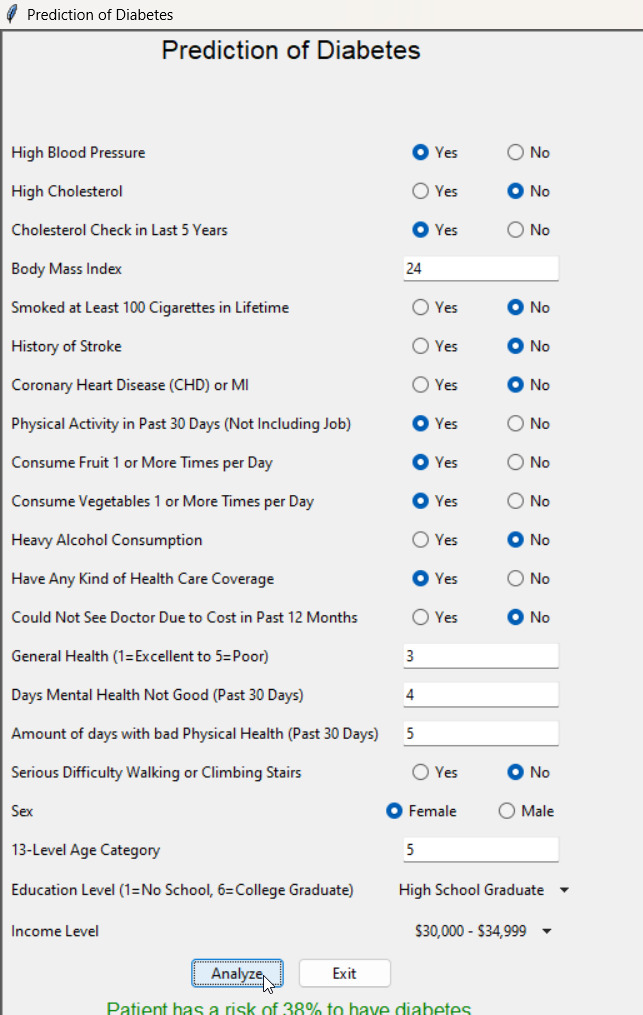 Prediction of Diabetes
Prediction of Diabetes
High Blood Pressure Yes No
High Cholesterol Yes No
Cholesterol Check in Last 5 Years Yes No
Body Mass Index 24
Smoked at Least 100 Cigarettes in Lifetime Yes No
History of Stroke Yes No
Coronary Heart Disease (CHD) or MI Yes No
Physical Activity in Past 30 Days (Not Including Job) Yes No
Consume Fruit 1 or More Times per Day Yes No
Consume Vegetables 1 or More Times per Day Yes No
Heavy Alcohol Consumption Yes No
Have Any Kind of Health Care Coverage Yes No
Could Not See Doctor Due to Cost in Past 12 Months Yes No
General Health (1=Excellent to 5=Poor) 3
Days Mental Health Not Good (Past 30 Days) 4
Amount of days with bad Physical Health (Past 30 Days) 5
Serious Difficulty Walking or Climbing Stairs Yes No
Sex Female Male
13-Level Age Category 5
Education Level (1=No School, 6=College Graduate) High School Graduate
Income Level $30,000 - $34,999
Analyze Exit
Patient has a risk of 38% to have diabetes